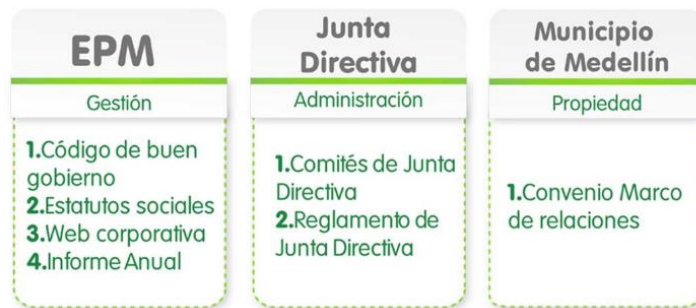 EPM
Gestión
1.Código de buen
gobierno
2.Estatutos sociales
3.Web corporativa
4.Informe Anual
Junta
Directiva
Administración
1.Comités de Junta
Directiva
2.Reglamento de
Junta Directiva
Municipio
de Medellín
Propiedad
1.Convenio Marco
de relaciones